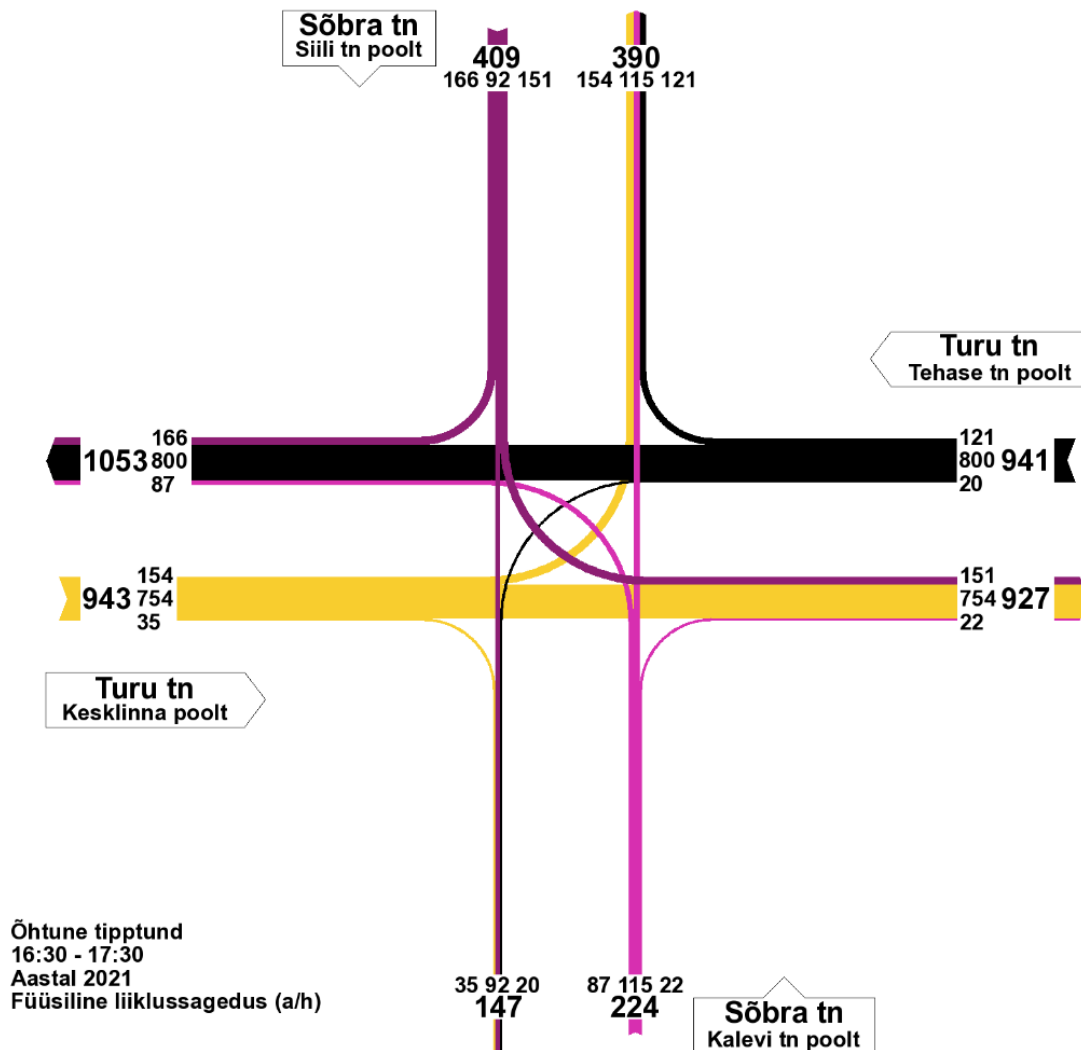 Sõbra tn
Siili tn poolt
409
166 92 151
390
154 115 121
Turu tn
Tehase tn poolt
166
1053 800
87
121
800 941
20
154
943 754
35
151
754 927
22
Turu tn
Kesklinna poolt
Õhtune tipptund
16:30 - 17:30
Aastal 2021
Füüsiline liiklussagedus (a/h)
35 92 20
147
87 115 22
224
Sõbra tn
Kalevi tn poolt